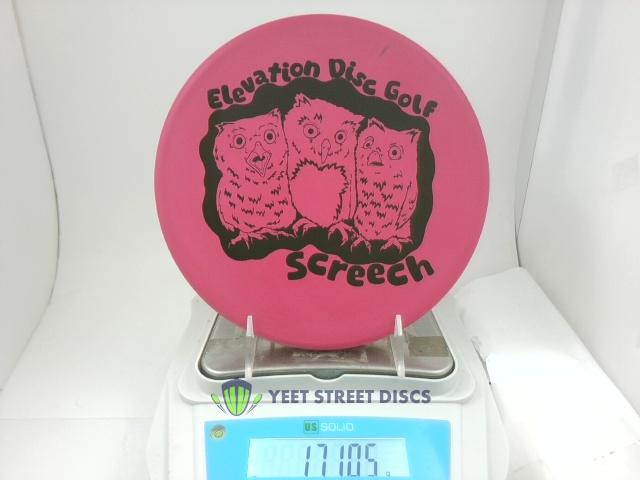 Elevation Disc Golf
Screech
YEET STREET DISCS
US SOLID
171.05 g